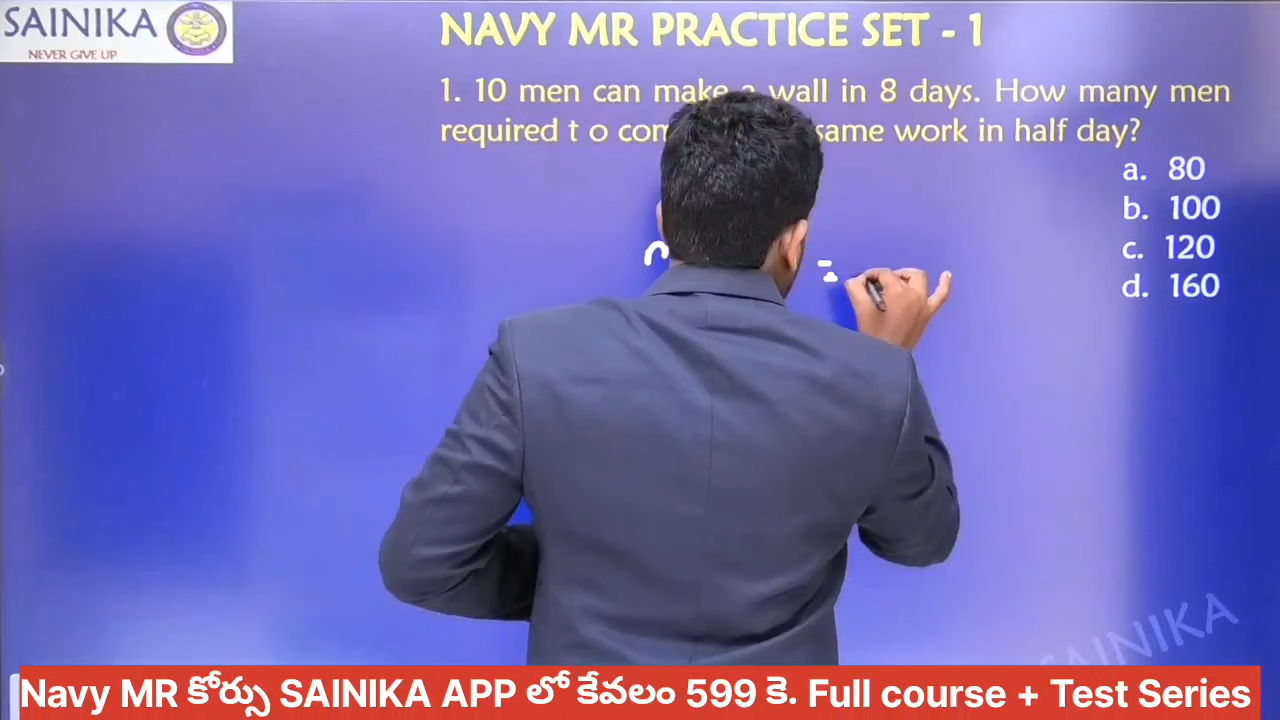 SAINIKA
NEVER GIVE UP
NAVY MR PRACTICE SET - 1
1. 10 men can make a wall in 8 days. How many men
required t o same work in half day?
a. 80
b. 100
c. 120
d. 160
SAINIKA
Navy MR కోర్సు SAINIKA APP లో కేవలం 599 కె. Full course + Test Series